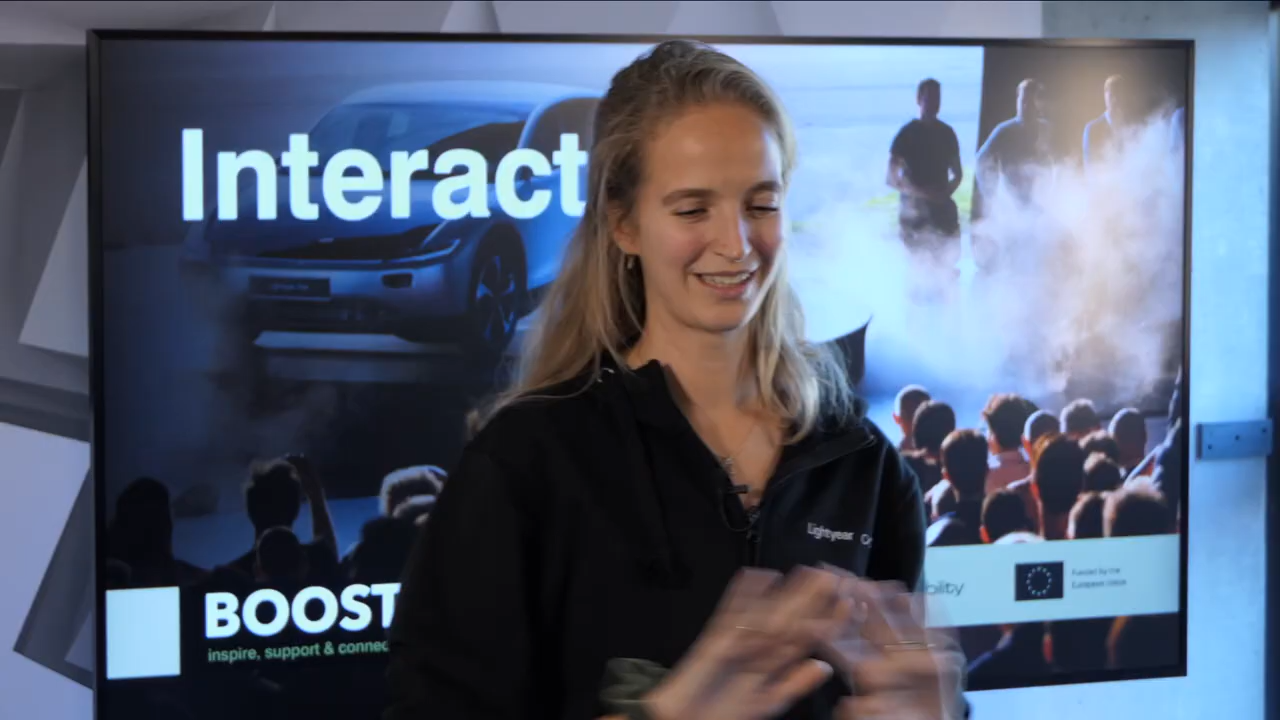 Interact
BOOST
inspire, support & connec
Lightyear
bility
Funded by the
European Union